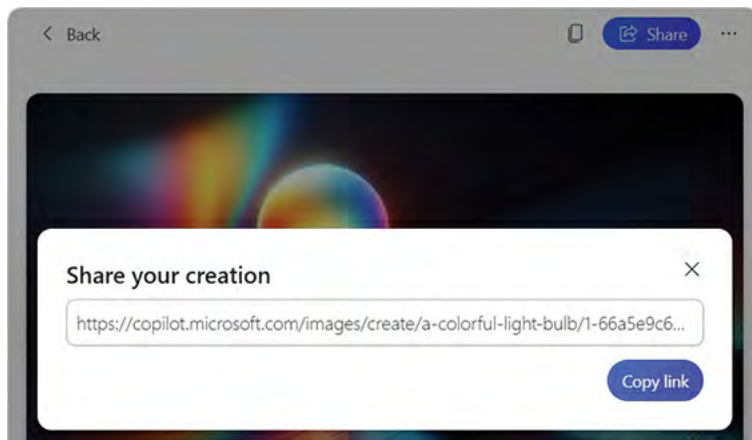 Back
Share
Share your creation
https://copilot.microsoft.com/images/create/a-colorful-light-bulb/1-66a5e9c6...
Copy link